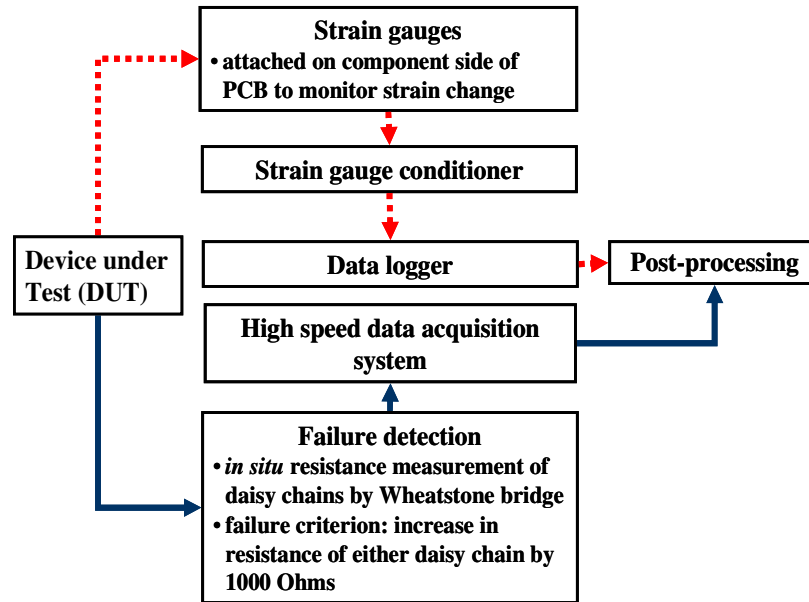 Strain gauges
• attached on component side of
PCB to monitor strain change
Strain gauge conditioner
Device under
Test (DUT)
Data logger
Post-processing
High speed data acquisition
system
Failure detection
• in situ resistance measurement of
daisy chains by Wheatstone bridge
• failure criterion: increase in
resistance of either daisy chain by
1000 Ohms